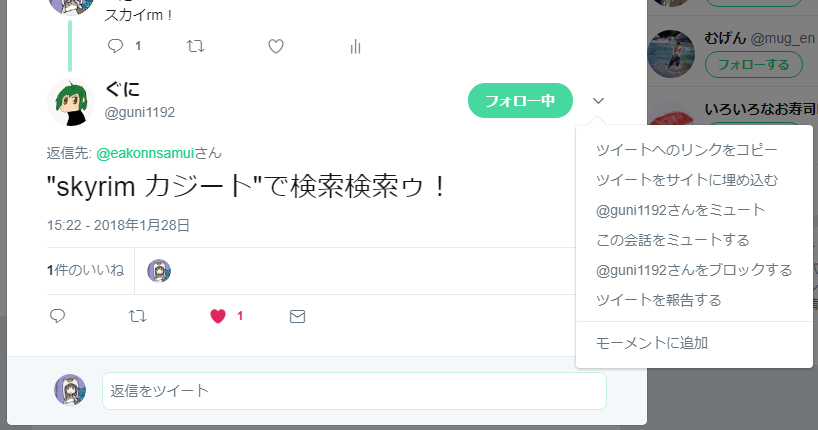 スカイrm！
1
ぐに
@guni1192
フォロー中
返信先: @eakonnsamuiさん
"skyrim カジート"で検索検索ゥ！
15:22 - 2018年1月28日
1件のいいね
1
返信をツイート
ツイートへのリンクをコピー
ツイートをサイトに埋め込む
@guni1192さんをミュート
この会話をミュートする
@guni1192さんをブロックする
ツイートを報告する
モーメントに追加
むげん @mug_en
フォローする
いろいろなお寿司